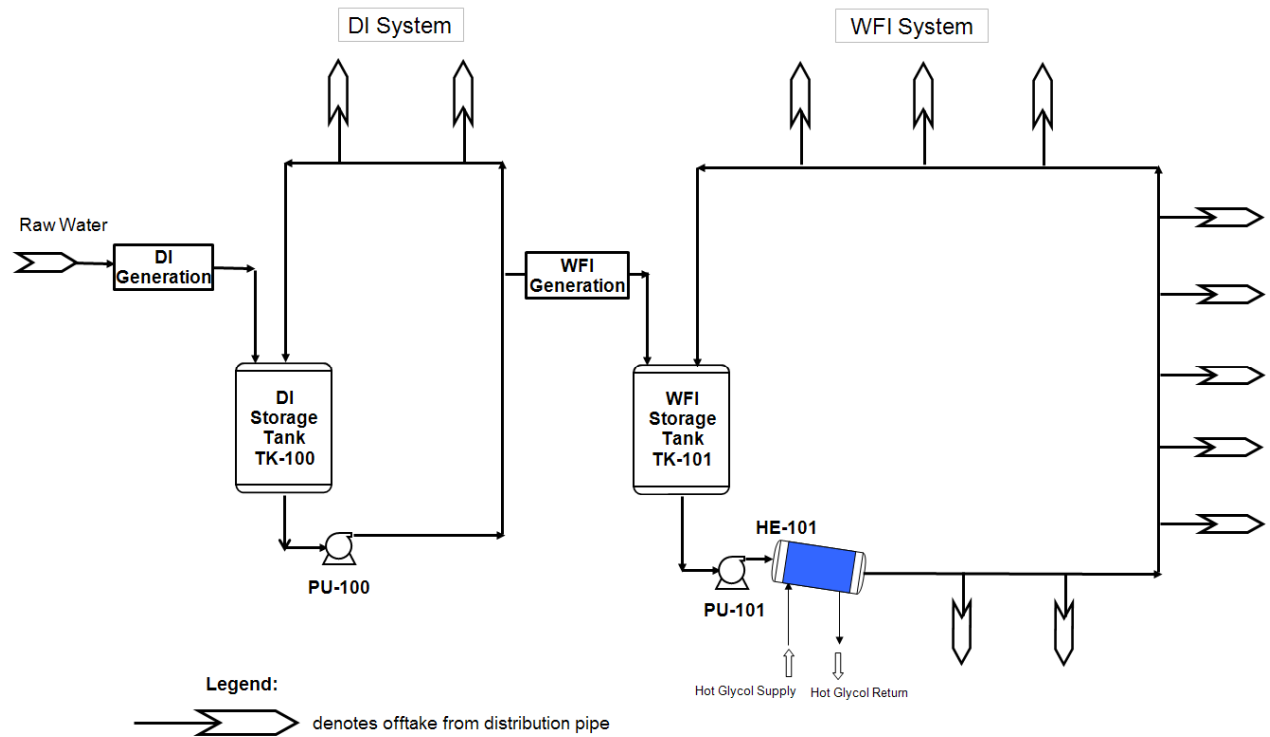 DI System
WFI System
Raw Water
DI
Generation
WFI
Generation
DI
Storage
Tank
TK-100
WFI
Storage
Tank
TK-101
HE-101
PU-100
PU-101
Hot Glycol Supply
Hot Glycol Return
Legend:
denotes offtake from distribution pipe